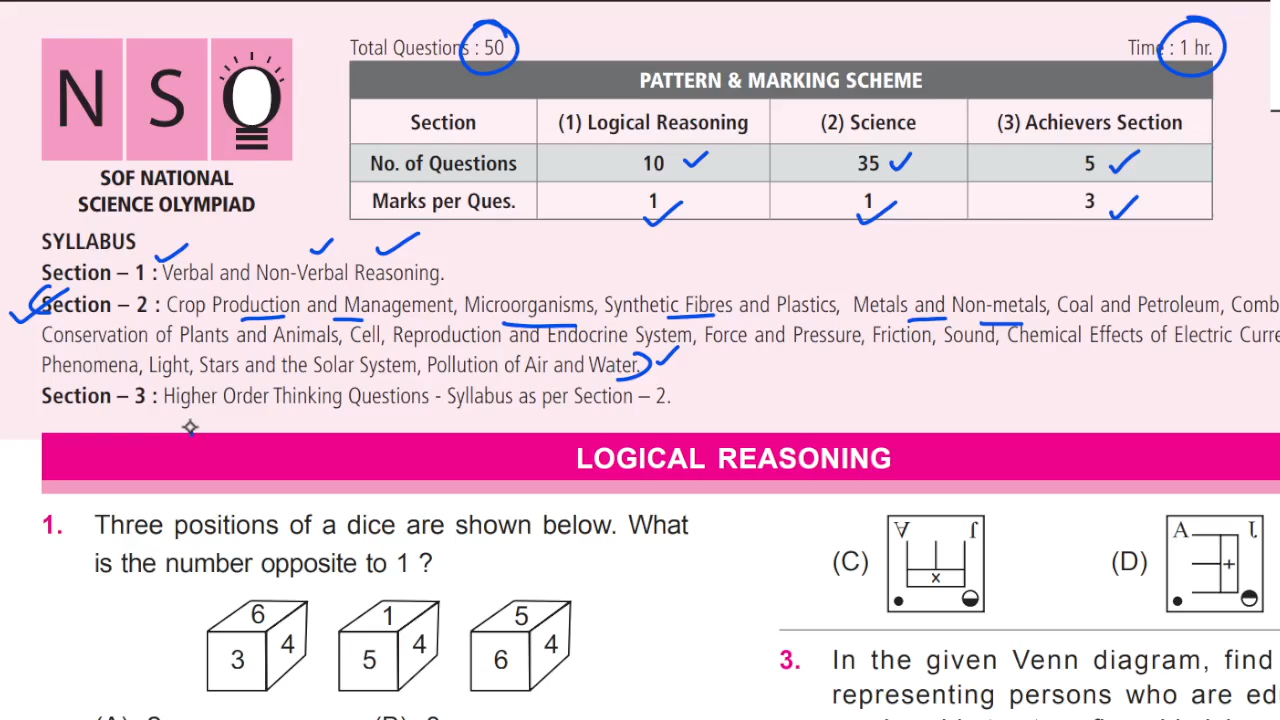 NSO
SOF NATIONAL
SCIENCE OLYMPIAD
Total Questions : 50
Time : 1 hr.
PATTERN & MARKING SCHEME
Section (1) Logical Reasoning (2) Science (3) Achievers Section
No. of Questions 10 35 5
Marks per Ques. 1 1 3
SYLLABUS
Section – 1 : Verbal and Non-Verbal Reasoning.
Section – 2 : Crop Production and Management, Microorganisms, Synthetic Fibres and Plastics, Metals and Non-metals, Coal and Petroleum, Comb
Conservation of Plants and Animals, Cell, Reproduction and Endocrine System, Force and Pressure, Friction, Sound, Chemical Effects of Electric Curre
Phenomena, Light, Stars and the Solar System, Pollution of Air and Water.
Section – 3 : Higher Order Thinking Questions - Syllabus as per Section – 2.
LOGICAL REASONING
1. Three positions of a dice are shown below. What
is the number opposite to 1 ?
6 3 4
1 5 4
5 6 4
(C)
x
(D)
A
+
3. In the given Venn diagram, find
representing persons who are ed